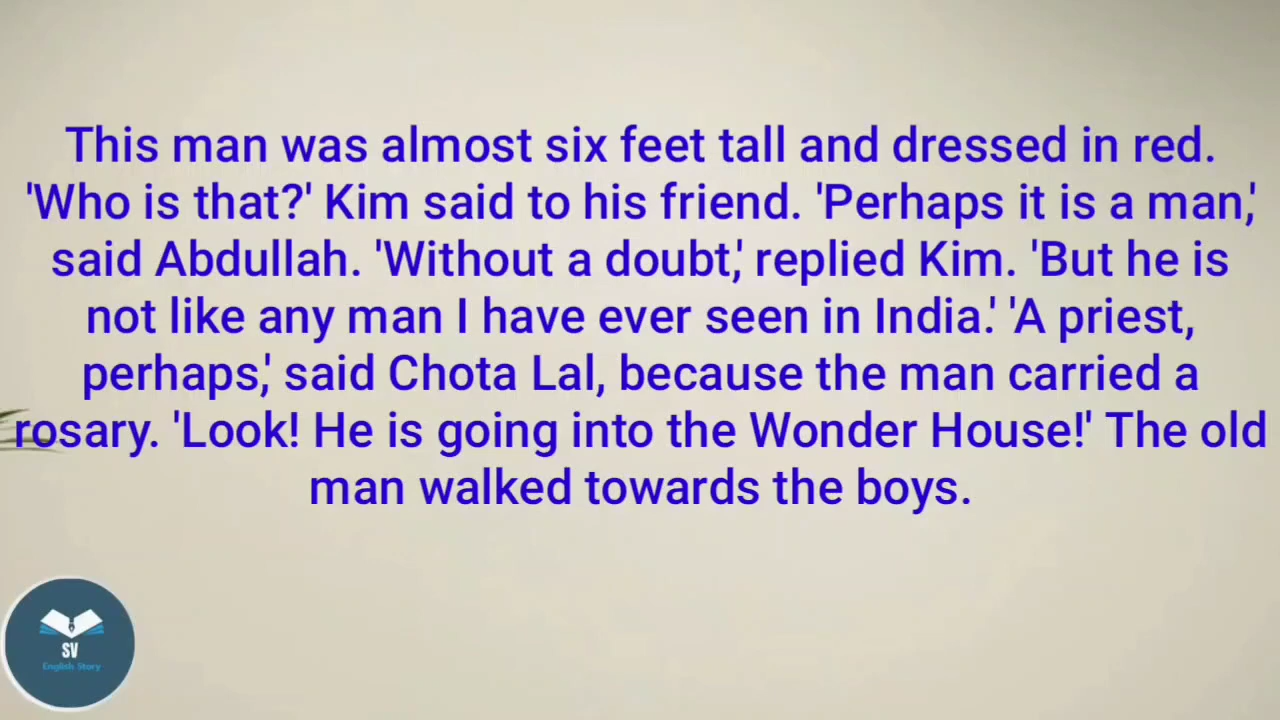 This man was almost six feet tall and dressed in red.
'Who is that?' Kim said to his friend. 'Perhaps it is a man,'
said Abdullah. 'Without a doubt,' replied Kim. 'But he is
not like any man I have ever seen in India.' 'A priest,
perhaps,' said Chota Lal, because the man carried a
rosary. 'Look! He is going into the Wonder House!' The old
man walked towards the boys.
SV
English Story